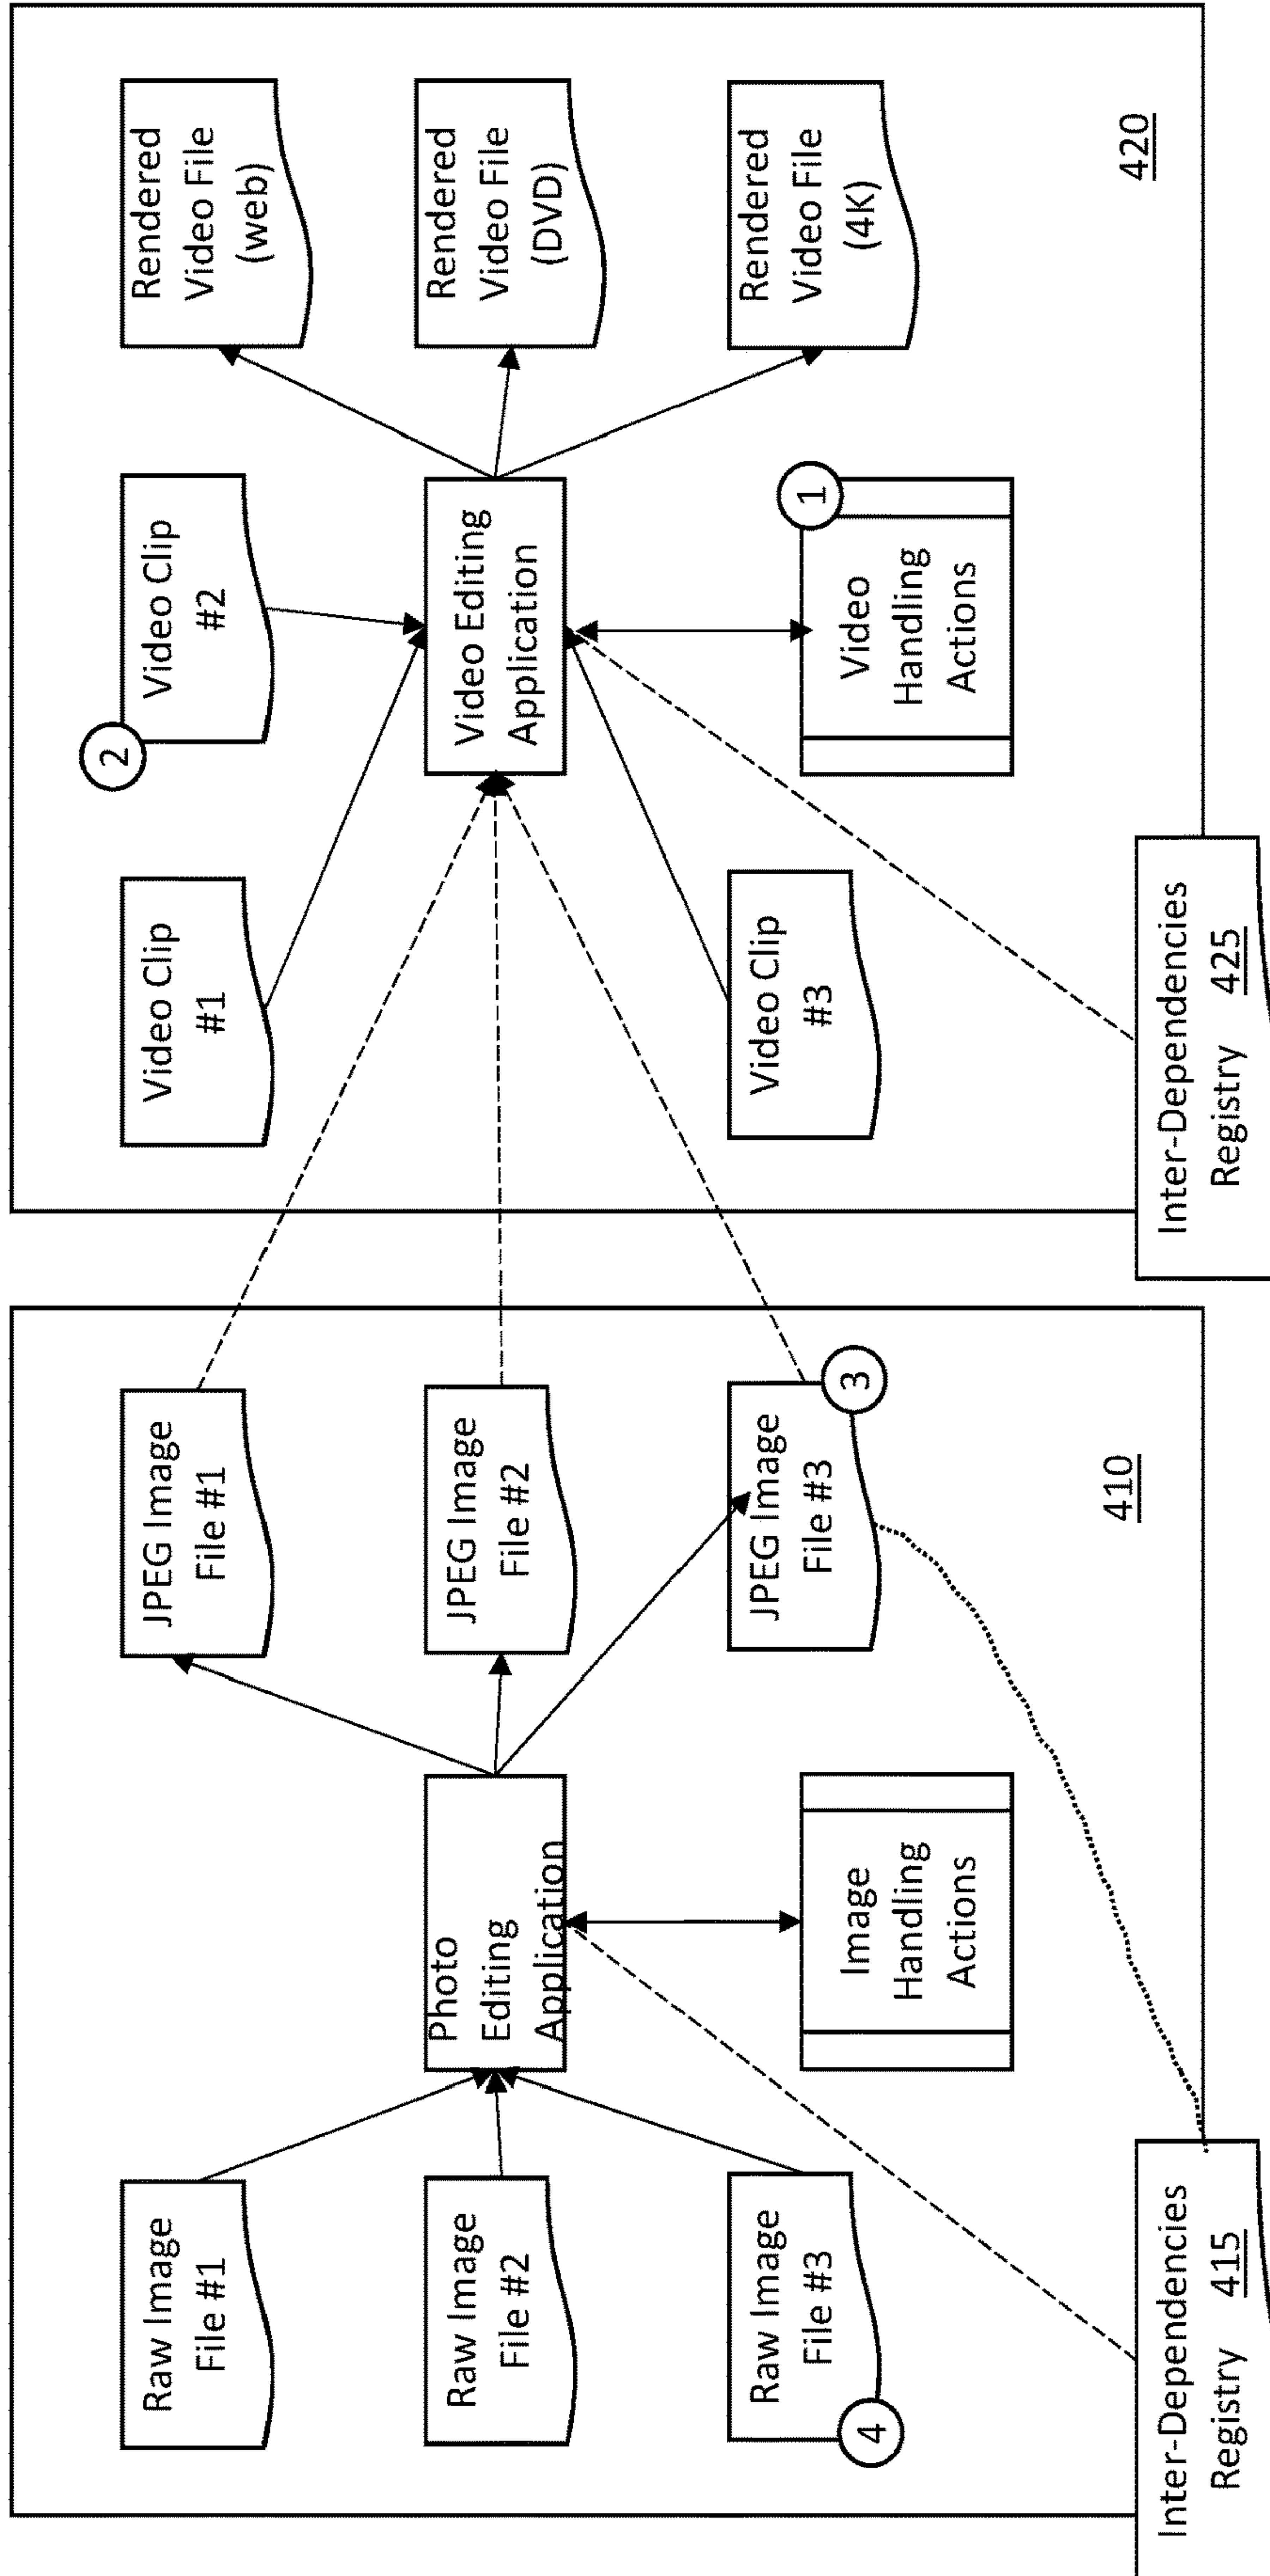 Raw Image
File #1
Raw Image
File #2
Raw Image
File #3
4
Photo
Editing
Application
Image
Handling
Actions
JPEG Image
File #1
JPEG Image
File #2
JPEG Image
File #3
3
410
Inter-Dependencies
Registry 415
Video Clip
#1
Video Clip
#2
2
Video Clip
#3
Video Editing
Application
Video
Handling
Actions
1
Rendered
Video File
(web)
Rendered
Video File
(DVD)
Rendered
Video File
(4K)
420
Inter-Dependencies
Registry 425